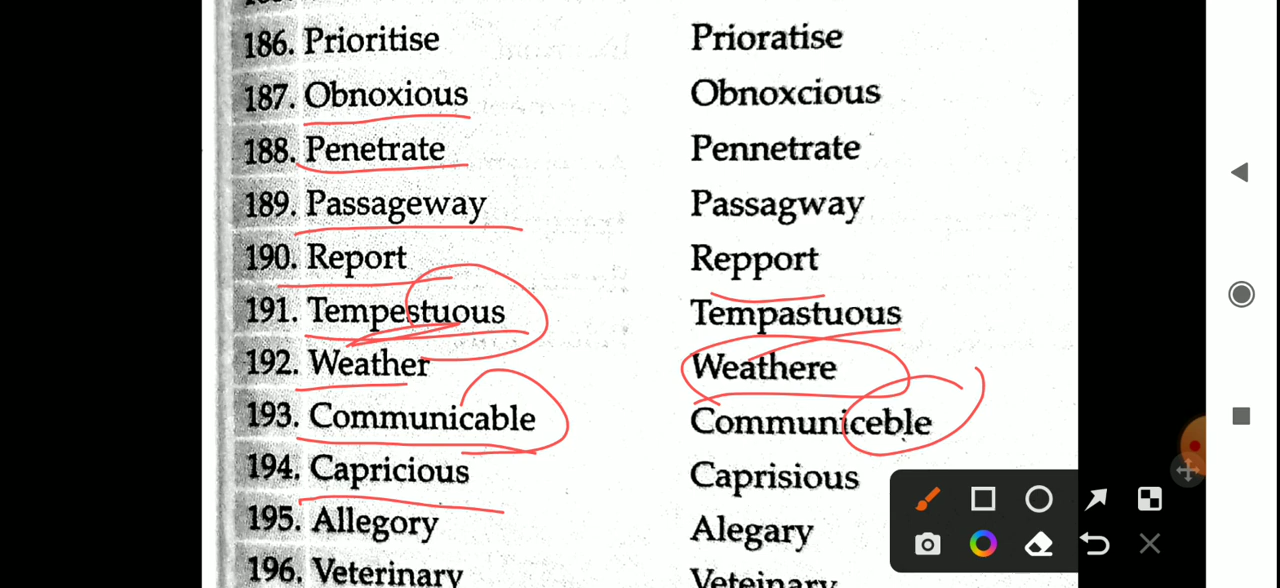 186. Prioritise Prioratise
187. Obnoxious Obnoxcious
188. Penetrate Pennetrate
189. Passageway Passagway
190. Report Repport
191. Tempestuous Tempastuous
192. Weather Weathere
193. Communicable Communiceble
194. Capricious Caprisious
195. Allegory Alegary
196. Veterinary Veteinary